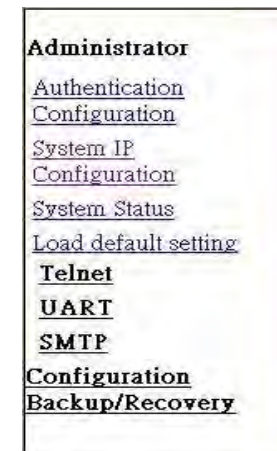 Administrator
Authentication
Configuration
System IP
Configuration
System Status
Load default setting
Telnet
UART
SMTP
Configuration
Backup/Recovery